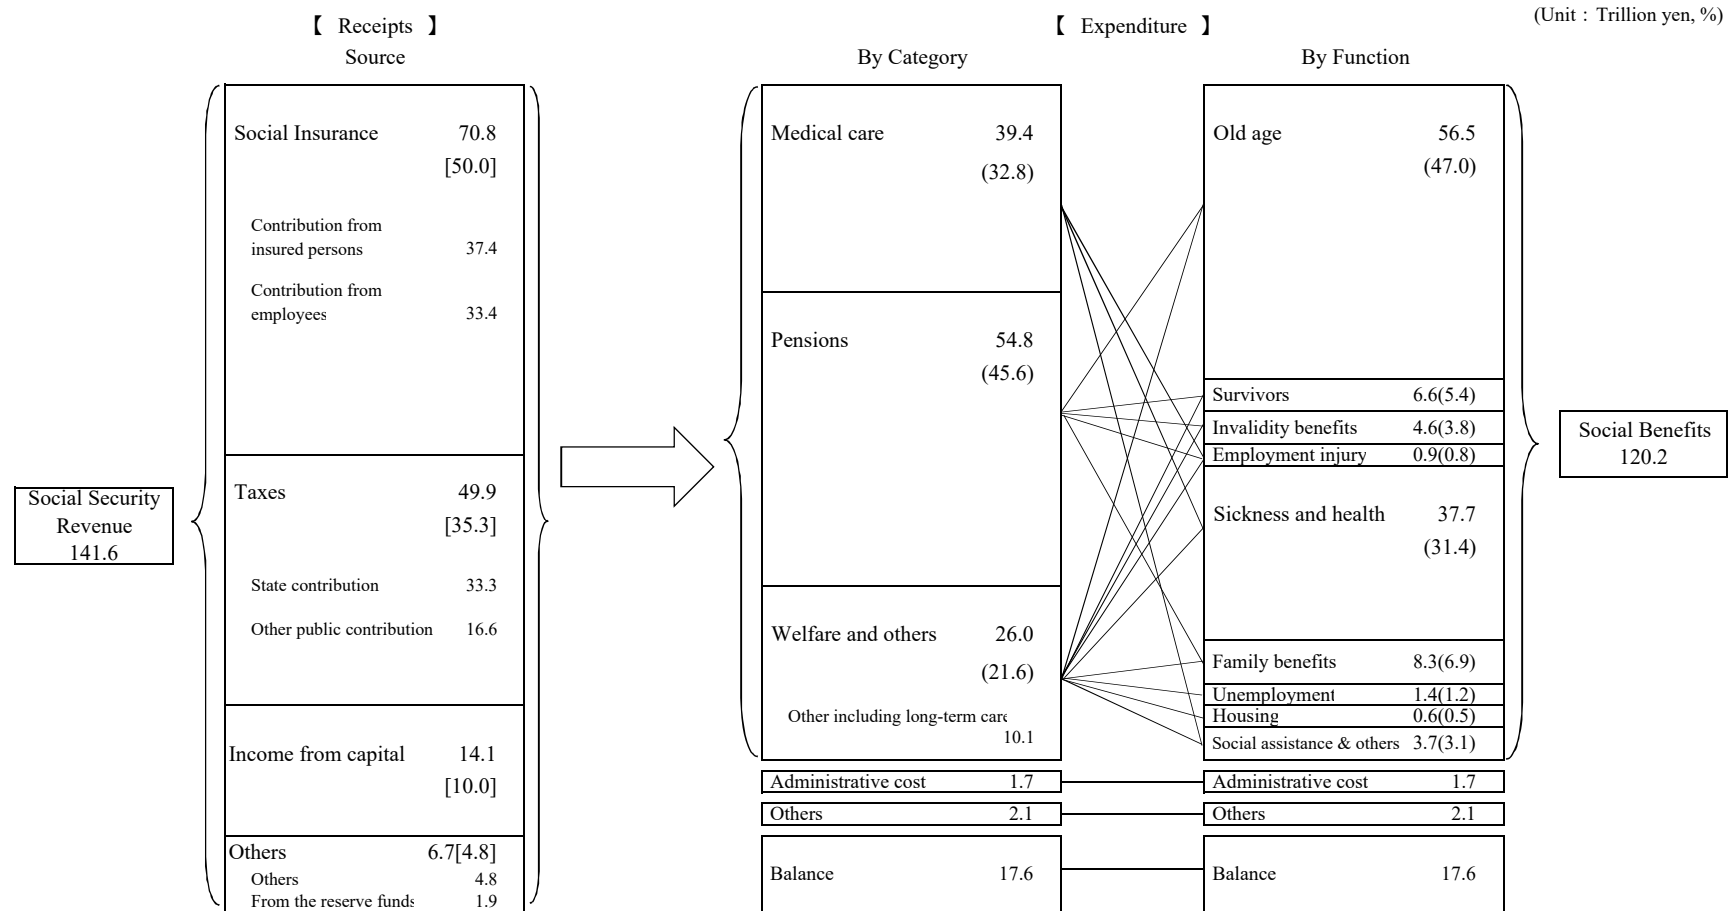 (Unit : Trillion yen, %)
【 Receipts 】
Source
【 Expenditure 】
By Category
By Function
Social Security
Revenue
141.6
Social Insurance 70.8
[50.0]
Contribution from
insured persons 37.4
Contribution from
employees 33.4
Taxes 49.9
[35.3]
State contribution 33.3
Other public contribution 16.6
Income from capital 14.1
[10.0]
Others 6.7[4.8]
Others 4.8
From the reserve funds 1.9
Medical care 39.4
(32.8)
Pensions 54.8
(45.6)
Welfare and others 26.0
(21.6)
Other including long-term care
10.1
Administrative cost 1.7
Others 2.1
Balance 17.6
Old age 56.5
(47.0)
Survivors 6.6(5.4)
Invalidity benefits 4.6(3.8)
Employment injury 0.9(0.8)
Sickness and health 37.7
(31.4)
Family benefits 8.3(6.9)
Unemployment 1.4(1.2)
Housing 0.6(0.5)
Social assistance & others 3.7(3.1)
Administrative cost 1.7
Others 2.1
Balance 17.6
Social Benefits
120.2